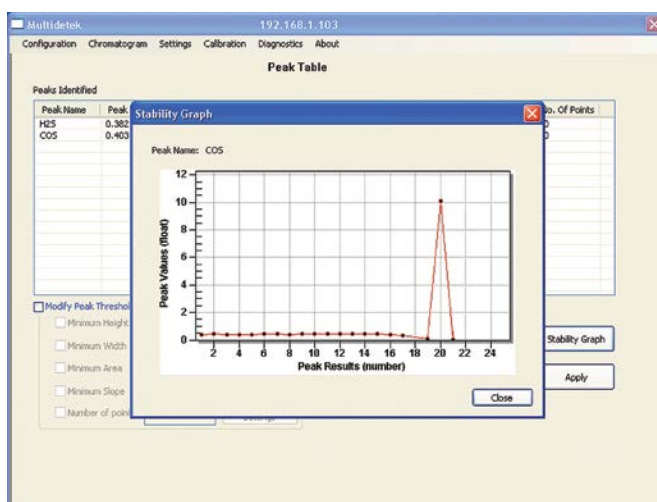 Multidetek 192.168.1.103
Configuration Chromatogram Settings Calibration Diagnostics About
Peak Table
Peaks Identified
Peak Name Peak No. Of Points
H2S 0.382
COS 0.403
Stability Graph
Peak Name: COS
12
10
8
6
4
2
0
Peak Values (float)
2 4 6 8 10 12 14 16 18 20 22 24
Peak Results (number)
Close
Modify Peak Threshol
Minimum Height
Minimum Width
Minimum Area
Minimum Slope
Number of poin
Stability Graph
Apply